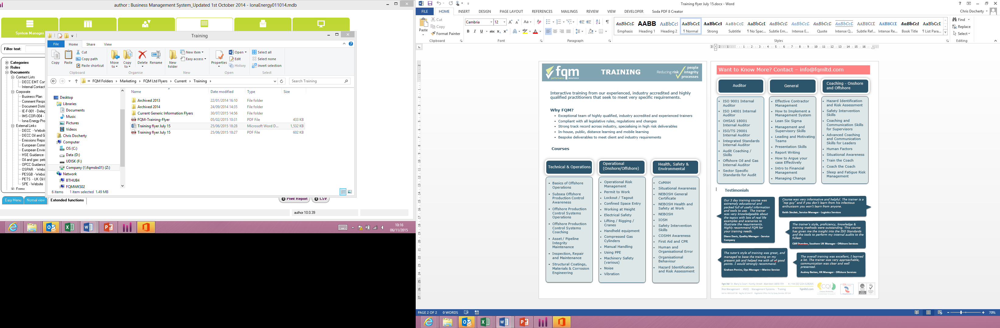 author : Business Management System_Updated 1st October 2014 - IonaEnergy011014.mdb
System Manager
Filter text:
Categories
Roles
Documents
Contact Lists
DECC EMT Cor
Internal Contact
Corporate
Business Plan
Comment Respo
Document Distri
IE-F-001 - Deleg
IMS-COR-004 -
Iona Energy Pro
External Links
DECC - Website
DECC Oil and G
Emissions Repo
European Comm
European Enviro
HSE Guidance -
Oil and gas: petr
OPCC Guidance
OSPAR - Webs
PESGB - Websi
PETS - UK Oil &
SPE - Website
Forms
Easy Menu
Normal view
Extended functions
Print Report
CSV
author 10.0.39
Training
File
Home
Share
View
Copy
Paste
Cut
Copy path
Paste shortcut
Clipboard
Move to
Copy to
Delete
Rename
Organise
New folder
New item
Easy access
New
Properties
Open
Edit
History
Open
Select all
Select none
Invert selection
Select
« FQM Folders
Marketing
FQM Ltd Flyers
Current
Training
Search Training
Desktop
Libraries
Documents
Music
Pictures
Videos
Chris Docherty
Computer
OS (C:)
Data (D:)
UDISK (F:)
Company (\\fqmsbs01) (Z:)
Network
BTHUB4
FQMWKS02
Name Date modified Type Size
Archived 2013 22/01/2014 16:10 File folder
Archived 2014 24/09/2014 14:35 File folder
Current Generic Information Flyers 30/07/2015 14:56 File folder
FQM-Training-Flyer 05/02/2015 10:31 PDF File 433 KB
Training flyer July 15 25/06/2015 18:28 Microsoft Word D... 1,532 KB
Training flyer July 15 25/06/2015 18:27 PDF File 602 KB
6 items 1 item selected 1.49 MB
10:16
06/11/2015
Training flyer July 15.docx - Word
FILE HOME INSERT DESIGN PAGE LAYOUT REFERENCES MAILINGS REVIEW VIEW DEVELOPER Soda PDF 8 Creator
Chris Docherty
Paste
Cut
Copy
Format Painter
Clipboard
Cambria 12
Font
Paragraph
AaBbCcD AABB AaBbCc AaBbCcI AaBbCcI
Emphasis Heading 1 Heading 2 ¶ Normal Strong Subtitle ¶ No Spac... Subtle Em... Intense E... Quote Intense Q... Subtle Ref... Intense Re... Book Title ¶ List Para...
Styles
Find
Replace
Select
Editing
fqm
performance assurance
TRAINING
Reducing risk
people
integrity
processes
Interactive training from our experienced, industry accredited and highly
qualified practitioners that seek to meet very specific requirements.
Why FQM?
• Exceptional team of highly qualified, industry accredited and experienced trainers
• Compliant with all legislative rules, regulations and changes
• Strong track record across industry, specialising in high risk deliverables
• In-house, public, distance learning and mobile learning
• Bespoke deliverables to meet client and industry requirements
Courses
Technical & Operations
• Basics of Offshore
Operations
• Subsea Offshore
Production Control
Awareness
• Offshore Production
Control Systems
Operations
• Offshore Production
Control Systems
Coaching
• Asset / Pipeline
Integrity
Maintenance
• Inspection, Repair
and Maintenance
• Structural Coatings,
Materials & Corrosion
Engineering
Operational
(Onshore/Offshore)
• Operational Risk
Management
• Permit to Work
• Lockout / Tagout
• Confined Space Entry
• Working at Height
• Electrical Safety
• Lifting / Rigging /
Cranes
• Handheld equipment
• Compressed Gas
Cylinders
• Manual Handling
• Using PPE
• Machinery Safety
(various)
• Noise
• Vibration
Health, Safety &
Environmental
• CoMAH
• Situational Awareness
• NEBOSH General
Certificate
• NEBOSH Health and
Safety at Work
• NEBOSH
• IOSH
• Safety Intervention
Skills
• COSHH Awareness
• First Aid and CPR
• Human and
Organisational Error
• Organisational
Behaviour
• Hazard Identification
and Risk Assessment
Want to Know More? Contact – info@fqmltd.com
Auditor
• ISO 9001 Internal
Auditor
• ISO 14001 Internal
Auditor
• OHSAS 18001
Internal Auditor
• ISO/TS 29001
Internal Auditor
• Integrated Standards
Internal Auditor
• Audit Coaching /
Skills
• Offshore Oil and Gas
Internal Auditor
• Sector Specific
Standards for Audit
General
• Effective Contractor
Management
• How to Implement a
Management System
• Lean Six Sigma
• Management and
Supervisory Skills
• Leading and Motivating
Teams
• Presentation Skills
• Report Writing
• How to Argue your
case Effectively
• Intro to Financial
Management
• Managing Change
Coaching - Onshore
and Offshore
• Hazard Identification
and Risk Assessment
• Safety Intervention
Skills
• Coaching and
Communication Skills
for Supervisors
• Advanced Coaching
and Communication
Skills for Leaders
• Human Factors
• Situational Awareness
• Train the Coach
• Coach the Coach
• Sleep and Fatigue Risk
Management
Testimonials
Our 3 day training course was
extremely educational and
packed full of useful information
and tools to use. The trainer
was very knowledgeable about
the topics with lots of real life
examples and scenarios to
illustrate the requirements.
Highly recommend FQM for
your training needs.
Diane Davis, Quality Manager - Service
Company
Course was very informative and helpful. The trainer is a
"top guy" and if you don't learn from his infectious
enthusiasm you won't learn from anyone.
Keith Sinclair, Service Manager - Logistics Services
The trainer's style, proficiency, knowledge &
training methods were outstanding. This course
has given me the insight into the ISO Standards
and the tools to perform my internal audits to the
fullest.
Cliff Duerden, Southern UK Manager - Offshore Services
The tutor's style of training was great, and
managed to base the training on my
present job and helped me with of of good
points. I would strongly recommend.
Graham Perrins, Ops Manager – Marine Service
The overall training was excellent, I learned
a lot. The trainer was very approachable,
communication was clear and well
presented.
Audrey Batten, HR Manager - Offshore Services
fqm ltd St. Mary's Court Huntly Street Aberdeen AB10 1TH t: +44 (0) 1224 628265
Risk Management : HSEQ : Management Systems : Training fqmltd.com
CQI
PAGE 2 OF 2 0 WORDS
70%